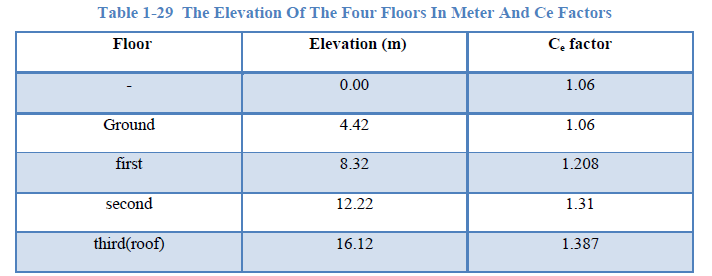 Table 1-29 The Elevation Of The Four Floors In Meter And Ce Factors
Floor Elevation (m) Ce factor
- 0.00 1.06
Ground 4.42 1.06
first 8.32 1.208
second 12.22 1.31
third(roof) 16.12 1.387